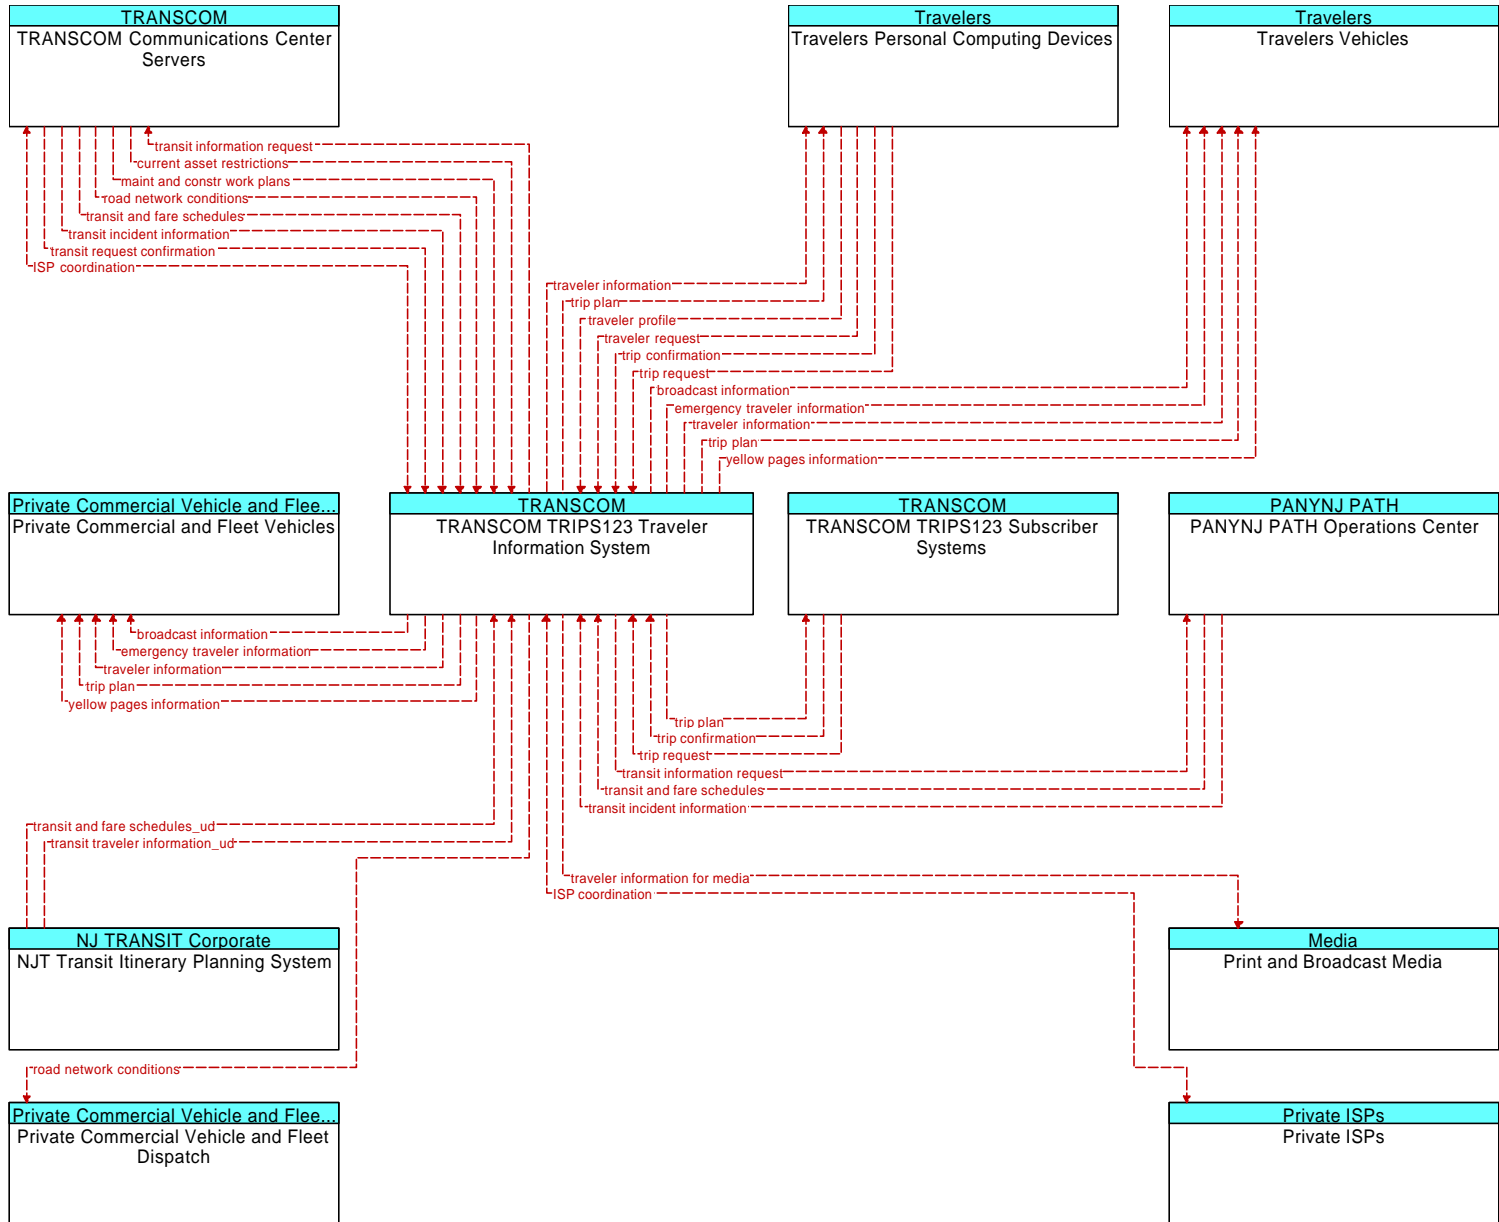 TRANSCOM
TRANSCOM Communications Center
Servers
Travelers
Travelers Personal Computing Devices
Travelers
Travelers Vehicles
transit information request
current asset restrictions
maint and constr work plans
road network conditions
transit and fare schedules
transit incident information
transit request confirmation
ISP coordination
traveler information
trip plan
traveler profile
traveler request
trip confirmation
trip request
broadcast information
emergency traveler information
traveler information
trip plan
yellow pages information
Private Commercial Vehicle and Flee...
Private Commercial and Fleet Vehicles
TRANSCOM
TRANSCOM TRIPS123 Traveler
Information System
TRANSCOM
TRANSCOM TRIPS123 Subscriber
Systems
PANYNJ PATH
PANYNJ PATH Operations Center
broadcast information
emergency traveler information
traveler information
trip plan
yellow pages information
trip plan
trip confirmation
trip request
transit information request
transit and fare schedules
transit incident information
transit and fare schedules_ud
transit traveler information_ud
traveler information for media
ISP coordination
NJ TRANSIT Corporate
NJT Transit Itinerary Planning System
Media
Print and Broadcast Media
road network conditions
Private Commercial Vehicle and Flee...
Private Commercial Vehicle and Fleet
Dispatch
Private ISPs
Private ISPs